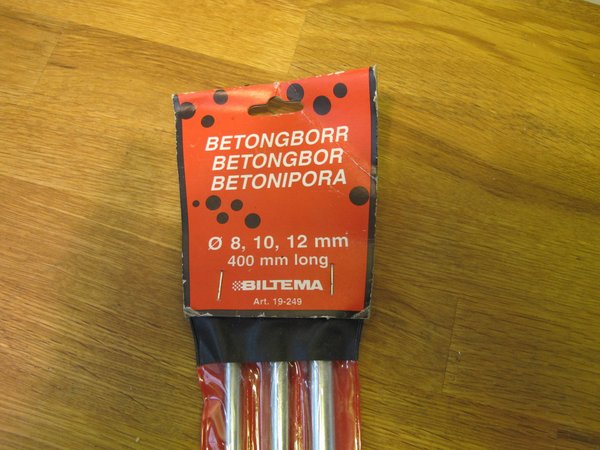 BETONGBORR
BETONGBOR
BETONIPORA
Ø 8, 10, 12 mm
400 mm long
BILTEMA
Art. 19-249